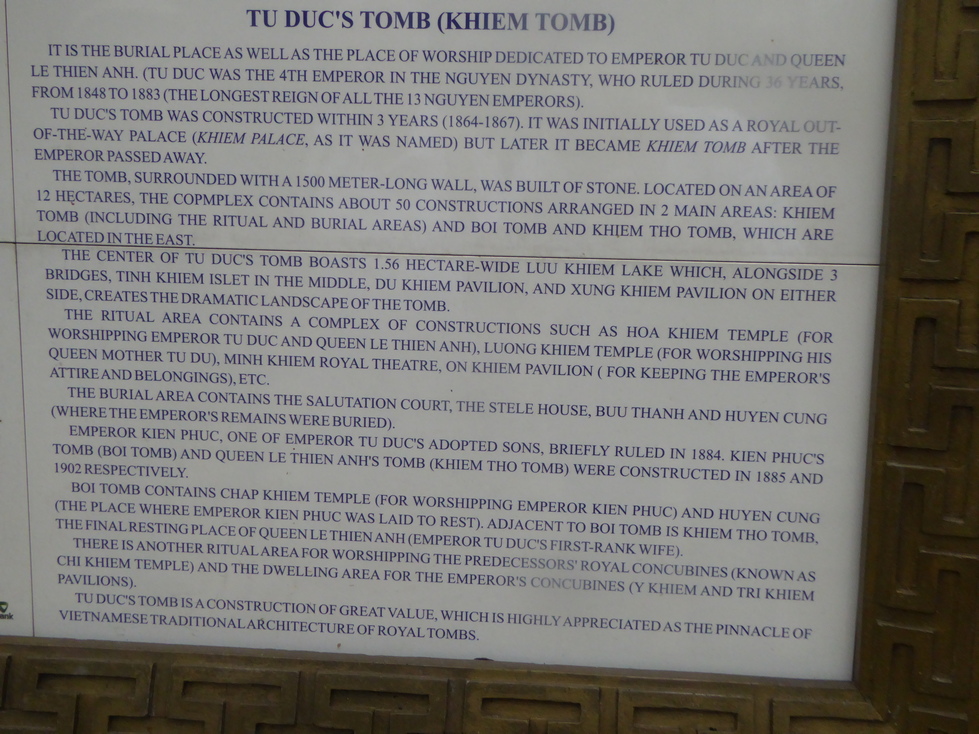 TU DUC'S TOMB (KHIEM TOMB)
IT IS THE BURIAL PLACE AS WELL AS THE PLACE OF WORSHIP DEDICATED TO EMPEROR TU DUC AND QUEEN
LE THIEN ANH. (TU DUC WAS THE 4TH EMPEROR IN THE NGUYEN DYNASTY, WHO RULED DURING 36 YEARS,
FROM 1848 TO 1883 (THE LONGEST REIGN OF ALL THE 13 NGUYEN EMPERORS).
TU DUC'S TOMB WAS CONSTRUCTED WITHIN 3 YEARS (1864-1867). IT WAS INITIALLY USED AS A ROYAL OUT-
OF-THE-WAY PALACE (KHIEM PALACE, AS IT WAS NAMED) BUT LATER IT BECAME KHIEM TOMB AFTER THE
EMPEROR PASSED AWAY.
THE TOMB, SURROUNDED WITH A 1500 METER-LONG WALL, WAS BUILT OF STONE. LOCATED ON AN AREA OF
12 HECTARES, THE COPMPLEX CONTAINS ABOUT 50 CONSTRUCTIONS ARRANGED IN 2 MAIN AREAS: KHIEM
TOMB (INCLUDING THE RITUAL AND BURIAL AREAS) AND BOI TOMB AND KHIEM THO TOMB, WHICH ARE
LOCATED IN THE EAST.
THE CENTER OF TU DUC'S TOMB BOASTS 1.56 HECTARE-WIDE LUU KHIEM LAKE WHICH, ALONGSIDE 3
BRIDGES, TINH KHIEM ISLET IN THE MIDDLE, DU KHIEM PAVILION, AND XUNG KHIEM PAVILION ON EITHER
SIDE, CREATES THE DRAMATIC LANDSCAPE OF THE TOMB.
THE RITUAL AREA CONTAINS A COMPLEX OF CONSTRUCTIONS SUCH AS HOA KHIEM TEMPLE (FOR
WORSHIPPING EMPEROR TU DUC AND QUEEN LE THIEN ANH), LUONG KHIEM TEMPLE (FOR WORSHIPPING HIS
QUEEN MOTHER TU DU), MINH KHIEM ROYAL THEATRE, ON KHIEM PAVILION ( FOR KEEPING THE EMPEROR'S
ATTIRE AND BELONGINGS), ETC.
THE BURIAL AREA CONTAINS THE SALUTATION COURT, THE STELE HOUSE, BUU THANH AND HUYEN CUNG
(WHERE THE EMPEROR'S REMAINS WERE BURIED).
EMPEROR KIEN PHUC, ONE OF EMPEROR TU DUC'S ADOPTED SONS, BRIEFLY RULED IN 1884. KIEN PHUC'S
TOMB (BOI TOMB) AND QUEEN LE THIEN ANH'S TOMB (KHIEM THO TOMB) WERE CONSTRUCTED IN 1885 AND
1902 RESPECTIVELY.
BOI TOMB CONTAINS CHAP KHIEM TEMPLE (FOR WORSHIPPING EMPEROR KIEN PHUC) AND HUYEN CUNG
(THE PLACE WHERE EMPEROR KIEN PHUC WAS LAID TO REST). ADJACENT TO BOI TOMB IS KHIEM THO TOMB,
THE FINAL RESTING PLACE OF QUEEN LE THIEN ANH (EMPEROR TU DUC'S FIRST-RANK WIFE).
THERE IS ANOTHER RITUAL AREA FOR WORSHIPPING THE PREDECESSORS' ROYAL CONCUBINES (KNOWN AS
CHI KHIEM TEMPLE) AND THE DWELLING AREA FOR THE EMPEROR'S CONCUBINES (Y KHIEM AND TRI KHIEM
PAVILIONS).
TU DUC'S TOMB IS A CONSTRUCTION OF GREAT VALUE, WHICH IS HIGHLY APPRECIATED AS THE PINNACLE OF
VIETNAMESE TRADITIONAL ARCHITECTURE OF ROYAL TOMBS.